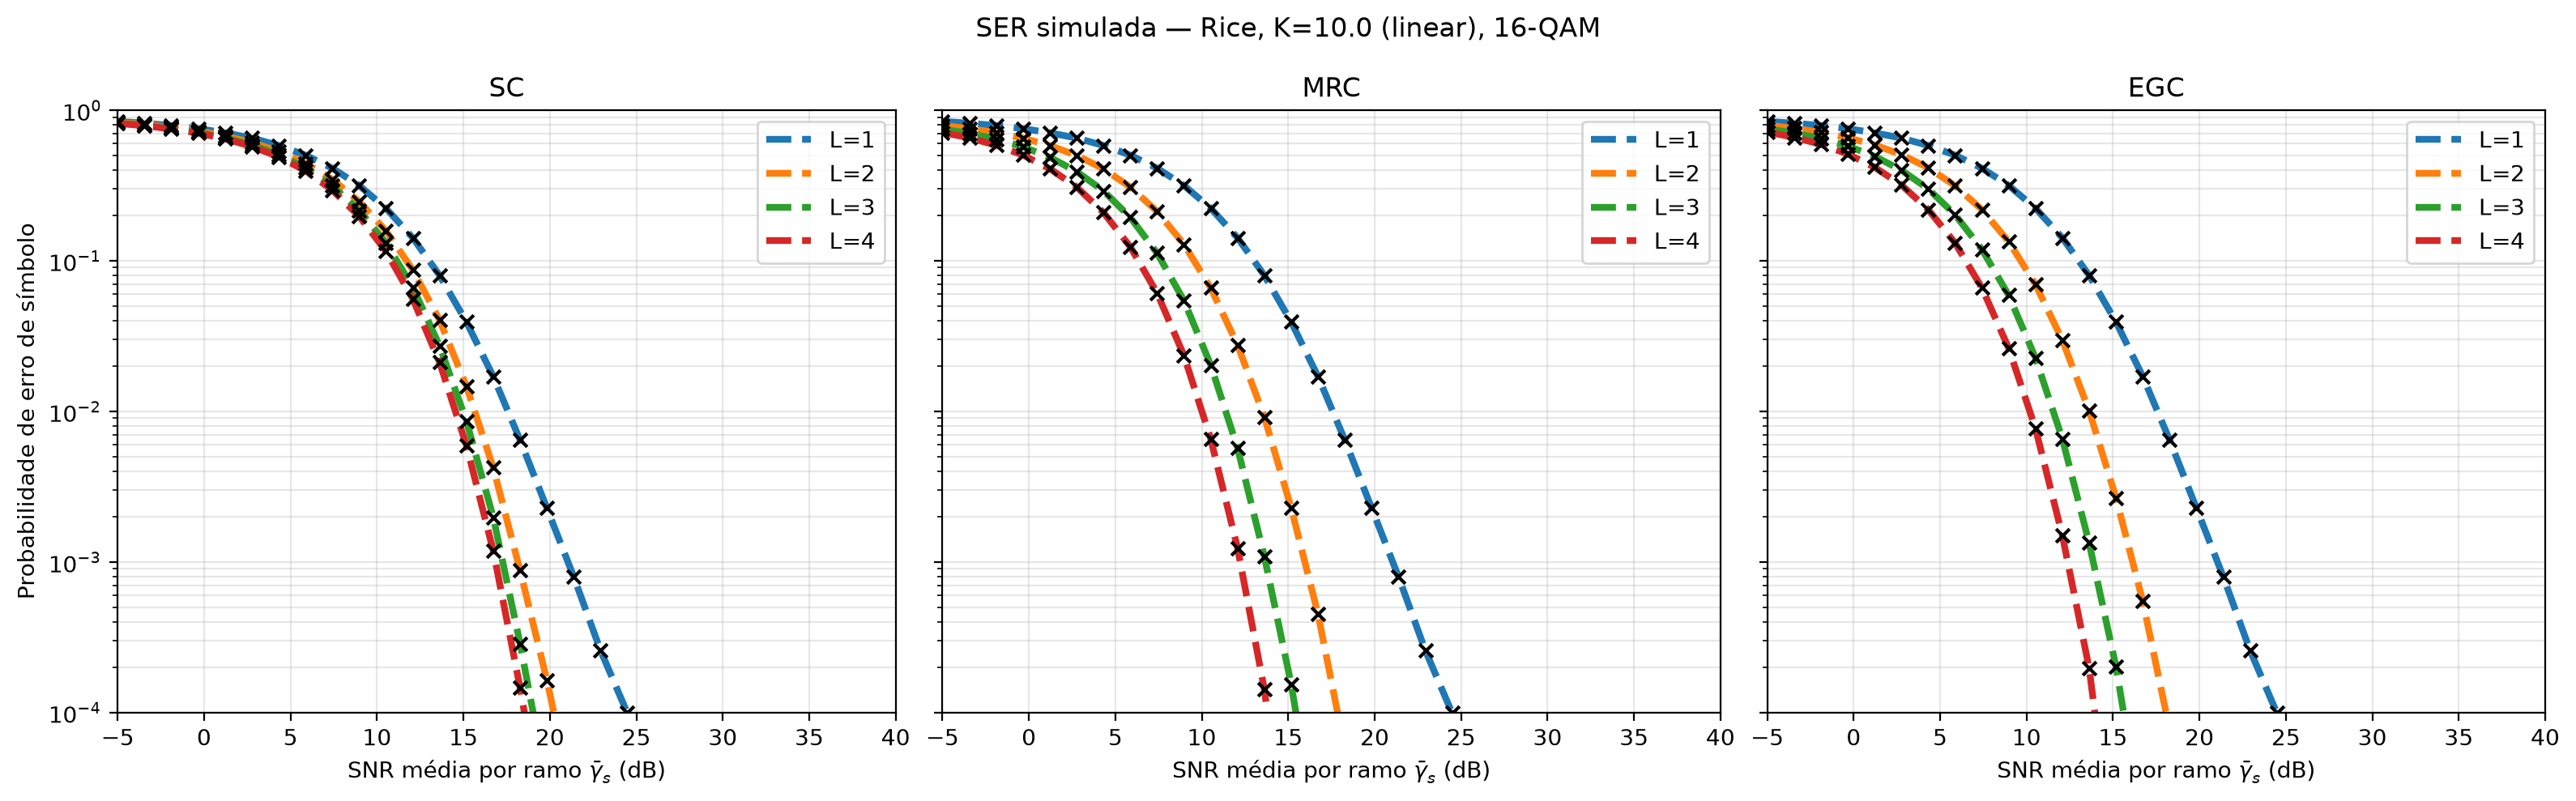 SER simulada — Rice, K=10.0 (linear), 16-QAM
SC
MRC
EGC
Probabilidade de erro de símbolo
10⁰
10⁻¹
10⁻²
10⁻³
10⁻⁴
L=1
L=2
L=3
L=4
L=1
L=2
L=3
L=4
L=1
L=2
L=3
L=4
−5 0 5 10 15 20 25 30 35 40
−5 0 5 10 15 20 25 30 35 40
−5 0 5 10 15 20 25 30 35 40
SNR média por ramo γ̄ₛ (dB)
SNR média por ramo γ̄ₛ (dB)
SNR média por ramo γ̄ₛ (dB)